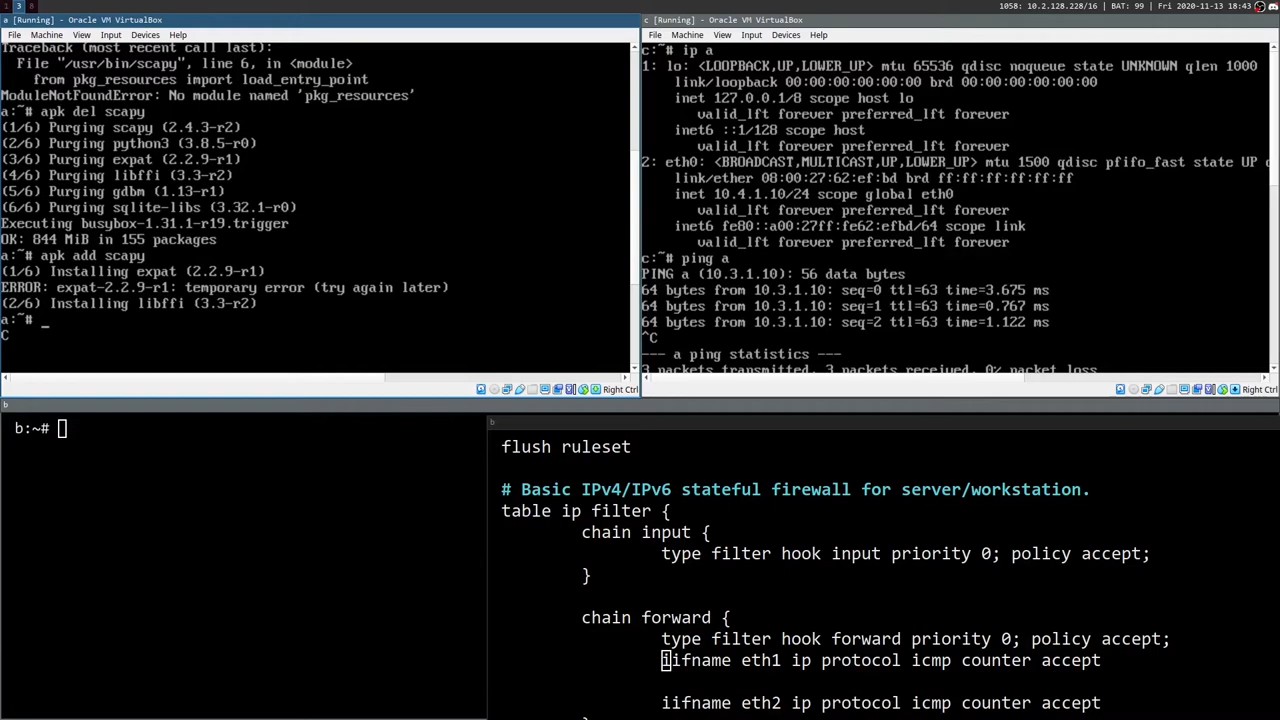 1 3 8
1058: 10.2.128.228/16 | BAT: 99 | Fri 2020-11-13 18:43
a [Running] - Oracle VM VirtualBox
File Machine View Input Devices Help
Traceback (most recent call last):
File "/usr/bin/scapy", line 6, in <module>
from pkg_resources import load_entry_point
ModuleNotFoundError: No module named 'pkg_resources'
a:~# apk del scapy
(1/6) Purging scapy (2.4.3-r2)
(2/6) Purging python3 (3.8.5-r0)
(3/6) Purging expat (2.2.9-r1)
(4/6) Purging libffi (3.3-r2)
(5/6) Purging gdbm (1.13-r1)
(6/6) Purging sqlite-libs (3.32.1-r0)
Executing busybox-1.31.1-r19.trigger
OK: 844 MiB in 155 packages
a:~# apk add scapy
(1/6) Installing expat (2.2.9-r1)
ERROR: expat-2.2.9-r1: temporary error (try again later)
(2/6) Installing libffi (3.3-r2)
a:~# _
C
Right Ctrl
c [Running] - Oracle VM VirtualBox
File Machine View Input Devices Help
c:~# ip a
1: lo: <LOOPBACK,UP,LOWER_UP> mtu 65536 qdisc noqueue state UNKNOWN qlen 1000
link/loopback 00:00:00:00:00:00 brd 00:00:00:00:00:00
inet 127.0.0.1/8 scope host lo
valid_lft forever preferred_lft forever
inet6 ::1/128 scope host
valid_lft forever preferred_lft forever
2: eth0: <BROADCAST,MULTICAST,UP,LOWER_UP> mtu 1500 qdisc pfifo_fast state UP q
link/ether 08:00:27:62:ef:bd brd ff:ff:ff:ff:ff:ff
inet 10.4.1.10/24 scope global eth0
valid_lft forever preferred_lft forever
inet6 fe80::a00:27ff:fe62:efbd/64 scope link
valid_lft forever preferred_lft forever
c:~# ping a
PING a (10.3.1.10): 56 data bytes
64 bytes from 10.3.1.10: seq=0 ttl=63 time=3.675 ms
64 bytes from 10.3.1.10: seq=1 ttl=63 time=0.767 ms
64 bytes from 10.3.1.10: seq=2 ttl=63 time=1.122 ms
^C
--- a ping statistics ---
3 packets transmitted, 3 packets received, 0% packet loss
Right Ctrl
b
b:~#
b
flush ruleset
# Basic IPv4/IPv6 stateful firewall for server/workstation.
table ip filter {
chain input {
type filter hook input priority 0; policy accept;
}
chain forward {
type filter hook forward priority 0; policy accept;
iifname eth1 ip protocol icmp counter accept
iifname eth2 ip protocol icmp counter accept